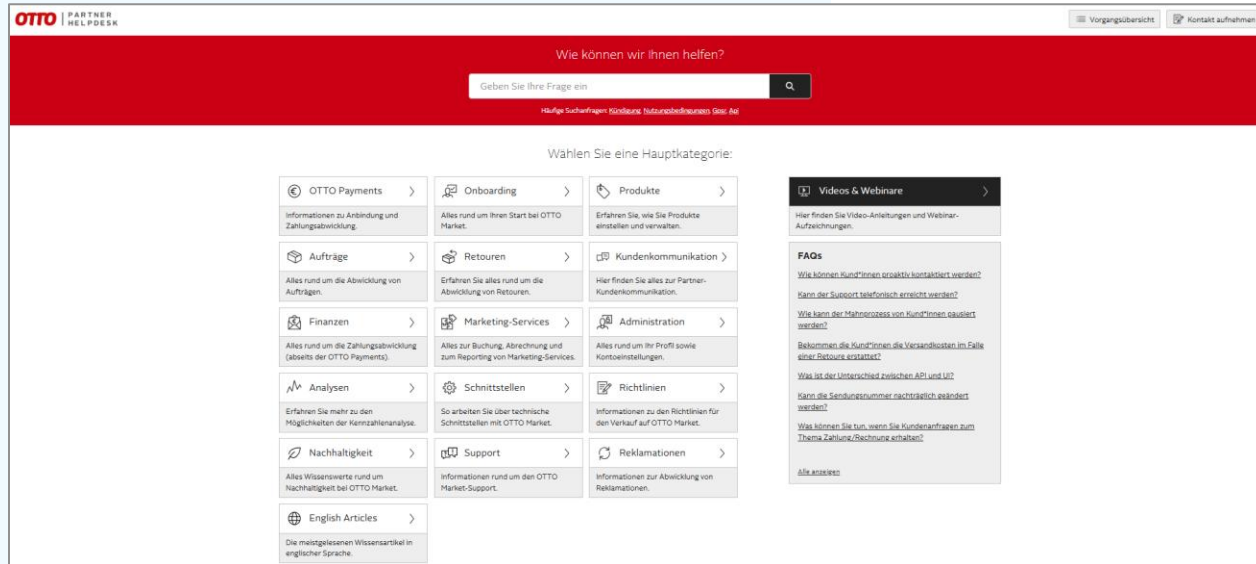 OTTO | PARTNER
HELPDESK
Vorgangsübersicht
Kontakt aufnehmen
Wie können wir Ihnen helfen?
Geben Sie Ihre Frage ein
Häufige Suchanfragen: Kündigung, Nutzungsbedingungen, Gpsr, Api
Wählen Sie eine Hauptkategorie:
OTTO Payments
Informationen zu Anbindung und
Zahlungsabwicklung.
Onboarding
Alles rund um Ihren Start bei OTTO
Market.
Produkte
Erfahren Sie, wie Sie Produkte
einstellen und verwalten.
Aufträge
Alles rund um die Abwicklung von
Aufträgen.
Retouren
Erfahren Sie alles rund um die
Abwicklung von Retouren.
Kundenkommunikation
Hier finden Sie alles zur Partner-
Kundenkommunikation.
Finanzen
Alles rund um die Zahlungsabwicklung
(abseits der OTTO Payments).
Marketing-Services
Alles zur Buchung, Abrechnung und
zum Reporting von Marketing-Services.
Administration
Alles rund um Ihr Profil sowie
Kontoeinstellungen.
Analysen
Erfahren Sie mehr zu den
Möglichkeiten der Kennzahlenanalyse.
Schnittstellen
So arbeiten Sie über technische
Schnittstellen mit OTTO Market.
Richtlinien
Informationen zu den Richtlinien für
den Verkauf auf OTTO Market.
Nachhaltigkeit
Alles Wissenswerte rund um
Nachhaltigkeit bei OTTO Market.
Support
Informationen rund um den OTTO
Market-Support.
Reklamationen
Informationen zur Abwicklung von
Reklamationen.
English Articles
Die meistgelesenen Wissensartikel in
englischer Sprache.
Videos & Webinare
Hier finden Sie Video-Anleitungen und Webinar-
Aufzeichnungen.
FAQs
Wie können Kund*innen proaktiv kontaktiert werden?
Kann der Support telefonisch erreicht werden?
Wie kann der Mahnprozess von Kund*innen pausiert
werden?
Bekommen die Kund*innen die Versandkosten im Falle
einer Retoure erstattet?
Was ist der Unterschied zwischen API und UI?
Kann die Sendungsnummer nachträglich geändert
werden?
Was können Sie tun, wenn Sie Kundenanfragen zum
Thema Zahlung/Rechnung erhalten?
Alle anzeigen